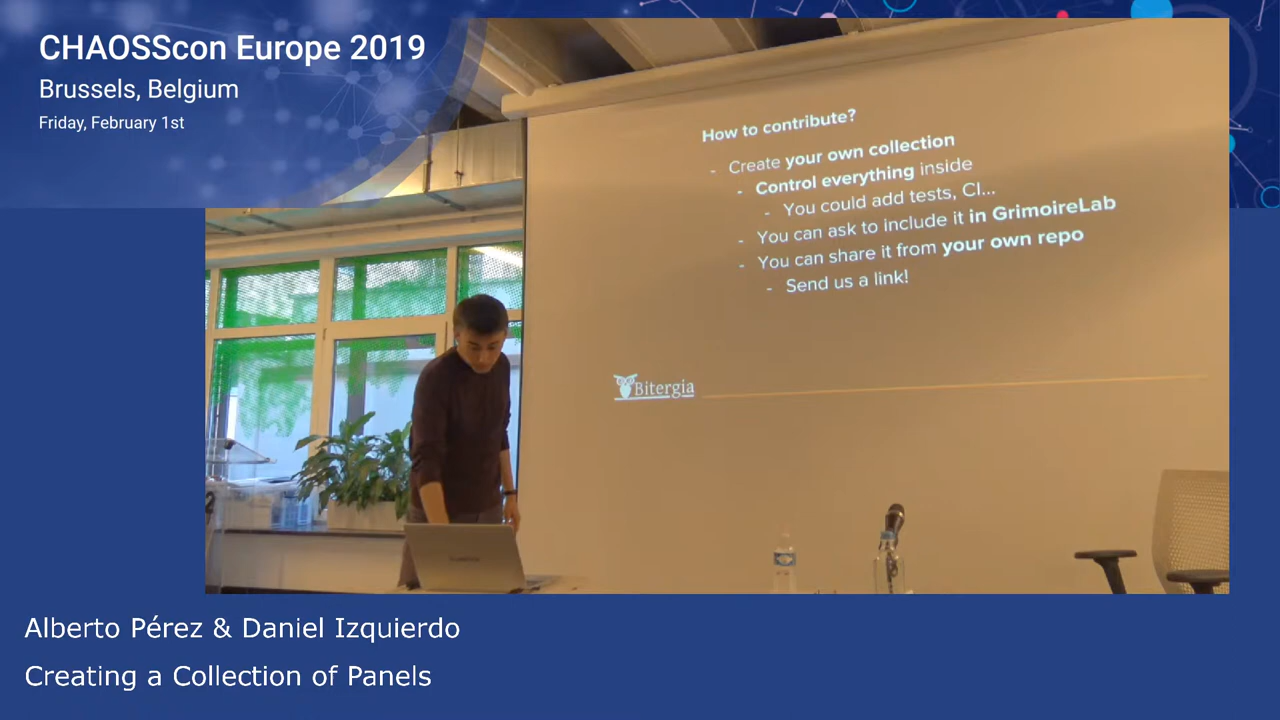 CHAOSScon Europe 2019
Brussels, Belgium
Friday, February 1st
How to contribute?
- Create your own collection
- Control everything inside
- You could add tests, CI...
- You can ask to include it in GrimoireLab
- You can share it from your own repo
- Send us a link!
Bitergia
Alberto Pérez & Daniel Izquierdo
Creating a Collection of Panels